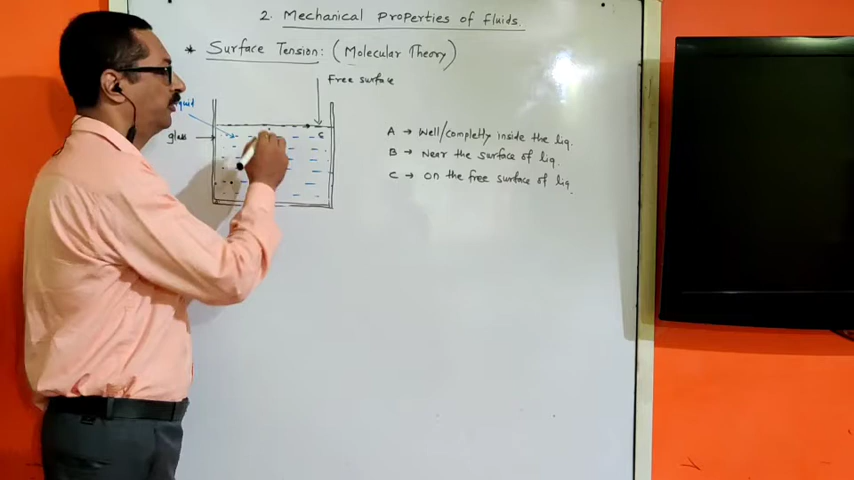 2. Mechanical Properties of fluids.
* Surface Tension: (Molecular Theory)
Free surface
liquid
glass
C
A → Well/completly inside the liq.
B → Near the surface of liq.
C → on the free surface of liq.